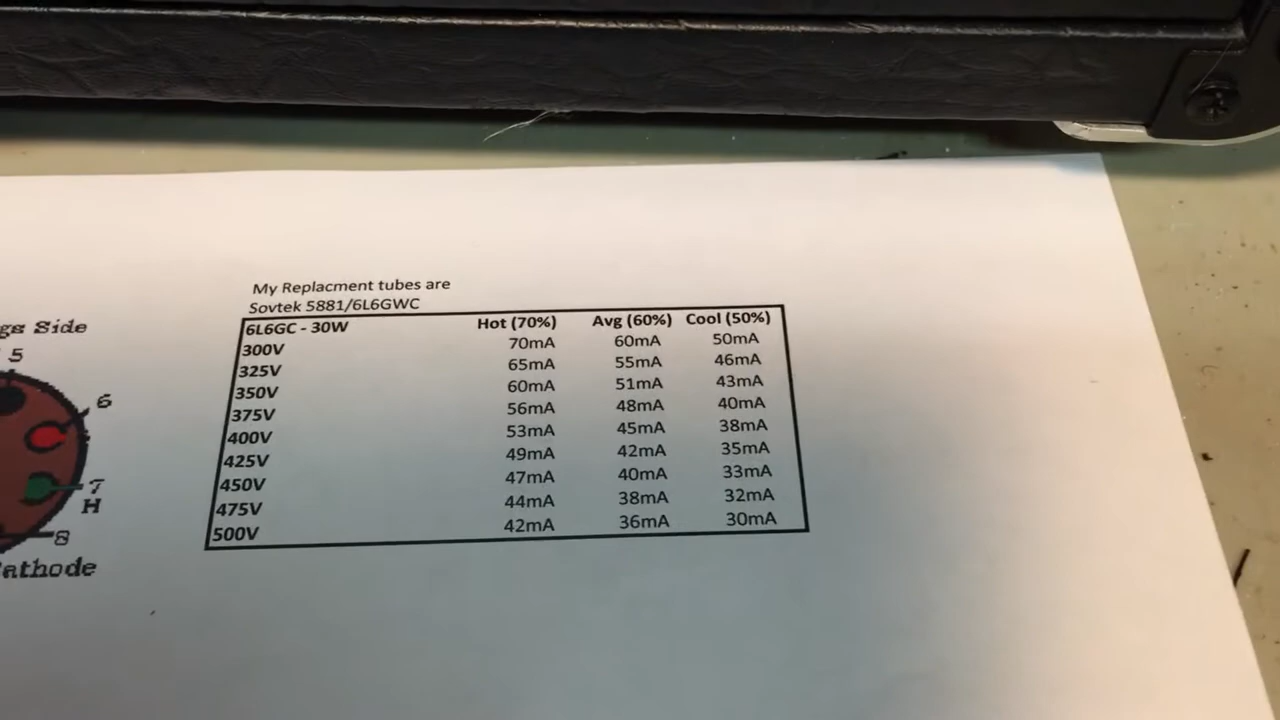 My Replacment tubes are
Sovtek 5881/6L6GWC
6L6GC - 30W Hot (70%) Avg (60%) Cool (50%)
300V 70mA 60mA 50mA
325V 65mA 55mA 46mA
350V 60mA 51mA 43mA
375V 56mA 48mA 40mA
400V 53mA 45mA 38mA
425V 49mA 42mA 35mA
450V 47mA 40mA 33mA
475V 44mA 38mA 32mA
500V 42mA 36mA 30mA
Side
5
6
7
H
8